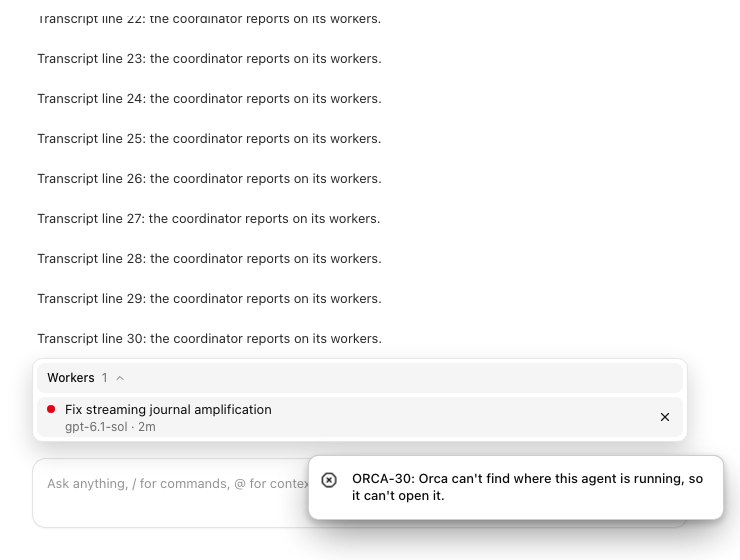 Transcript line 22: the coordinator reports on its workers.
Transcript line 23: the coordinator reports on its workers.
Transcript line 24: the coordinator reports on its workers.
Transcript line 25: the coordinator reports on its workers.
Transcript line 26: the coordinator reports on its workers.
Transcript line 27: the coordinator reports on its workers.
Transcript line 28: the coordinator reports on its workers.
Transcript line 29: the coordinator reports on its workers.
Transcript line 30: the coordinator reports on its workers.
Workers 1
Fix streaming journal amplification
gpt-6.1-sol · 2m
Ask anything, / for commands, @ for
ORCA-30: Orca can't find where this agent is running, so
it can't open it.